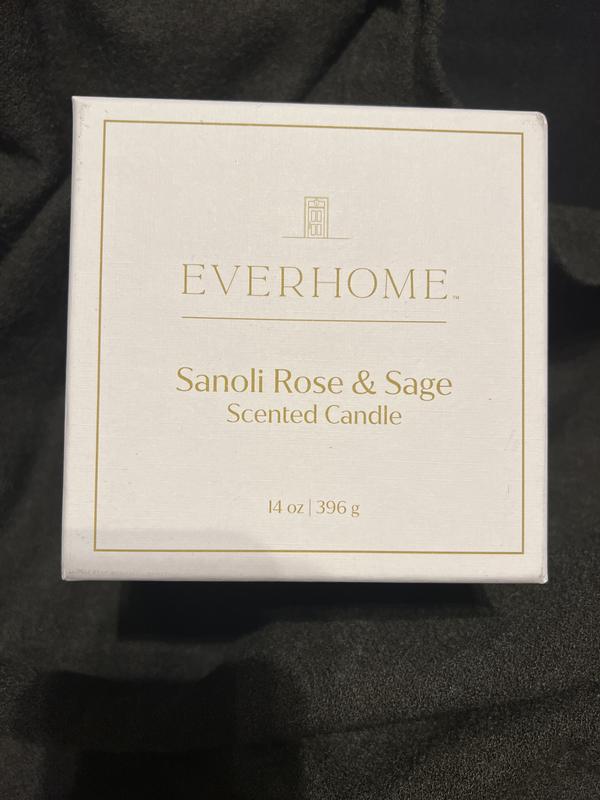 EVERHOME™
Sanoli Rose & Sage
Scented Candle
14 oz | 396 g